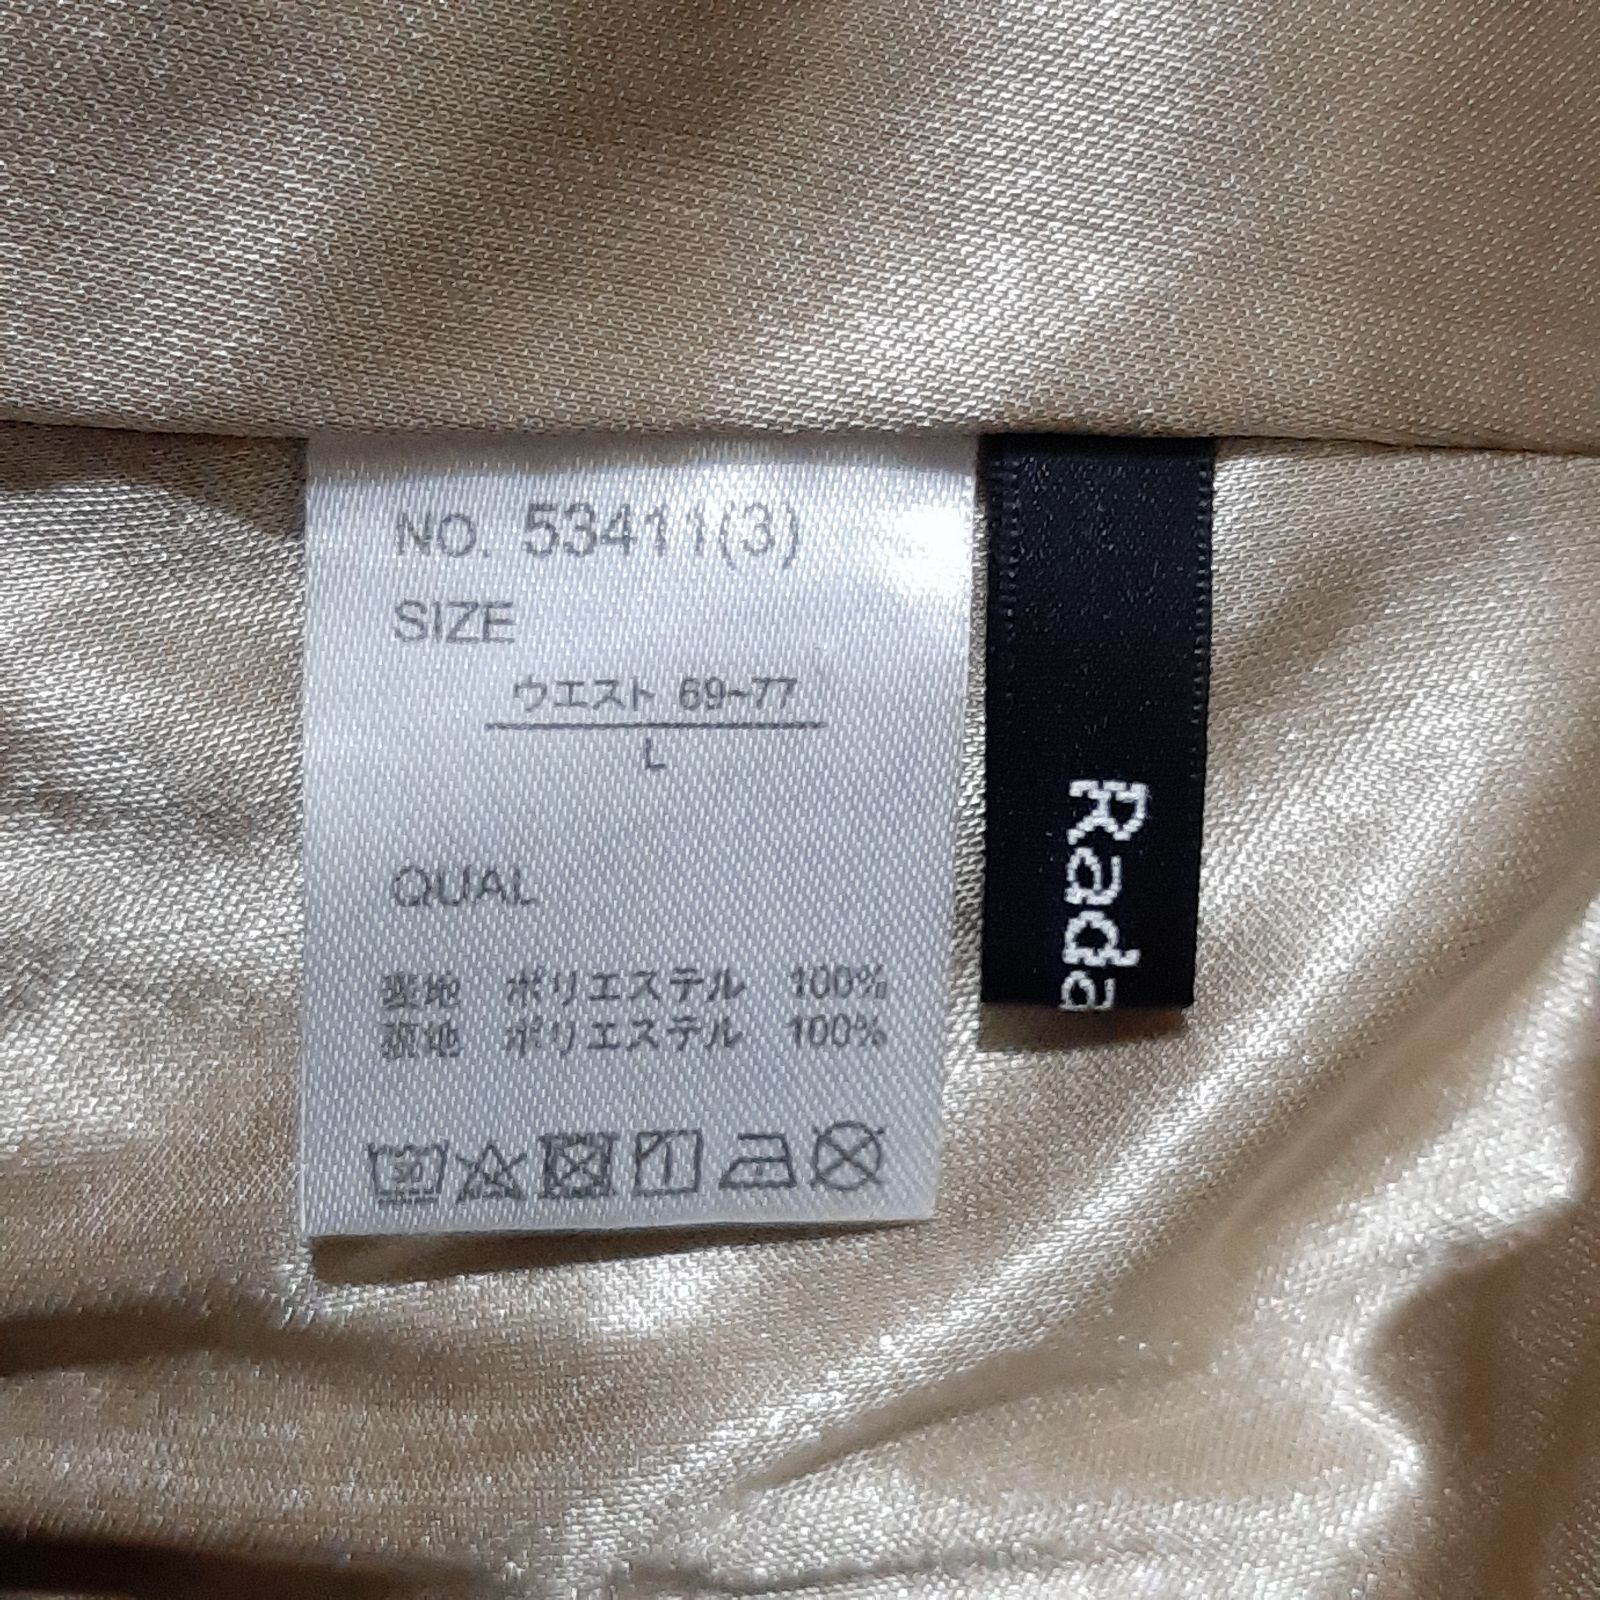 NO. 53411(3)
SIZE
ウエスト 69~77
L
QUAL
表地 ポリエステル 100%
裏地 ポリエステル 100%
30
Rada